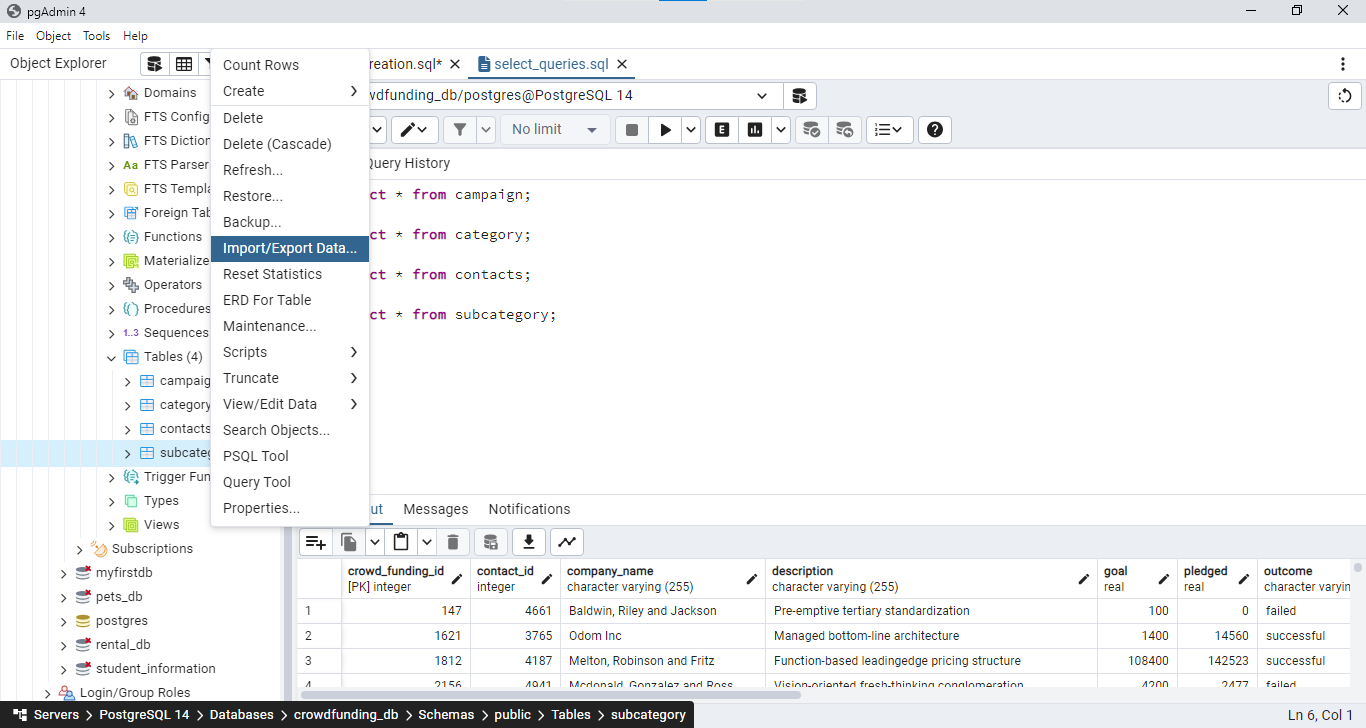 pgAdmin 4
File Object Tools Help
Object Explorer
Domains
FTS Config
FTS Diction
FTS Parser
FTS Templa
Foreign Tab
Functions
Materialize
Operators
Procedures
1..3 Sequences
Tables (4)
campaig
category
contacts
subcateg
Trigger Fun
Types
Views
Subscriptions
myfirstdb
pets_db
postgres
rental_db
student_information
Login/Group Roles
Count Rows
Create
Delete
Delete (Cascade)
Refresh...
Restore...
Backup...
Import/Export Data...
Reset Statistics
ERD For Table
Maintenance...
Scripts
Truncate
View/Edit Data
Search Objects...
PSQL Tool
Query Tool
Properties...
reation.sql* select_queries.sql
wdfunding_db/postgres@PostgreSQL 14
No limit E
Query History
ct * from campaign;
ct * from category;
ct * from contacts;
ct * from subcategory;
ut Messages Notifications
crowd_funding_id contact_id company_name description goal pledged outcome
[PK] integer integer character varying (255) character varying (255) real real character varyin
1 147 4661 Baldwin, Riley and Jackson Pre-emptive tertiary standardization 100 0 failed
2 1621 3765 Odom Inc Managed bottom-line architecture 1400 14560 successful
3 1812 4187 Melton, Robinson and Fritz Function-based leadingedge pricing structure 108400 142523 successful
4 2156 4941 Mcdonald, Gonzalez and Ross Vision-oriented fresh-thinking conglomeration 4200 2477 failed
Servers > PostgreSQL 14 > Databases > crowdfunding_db > Schemas > public > Tables > subcategory
Ln 6, Col 1